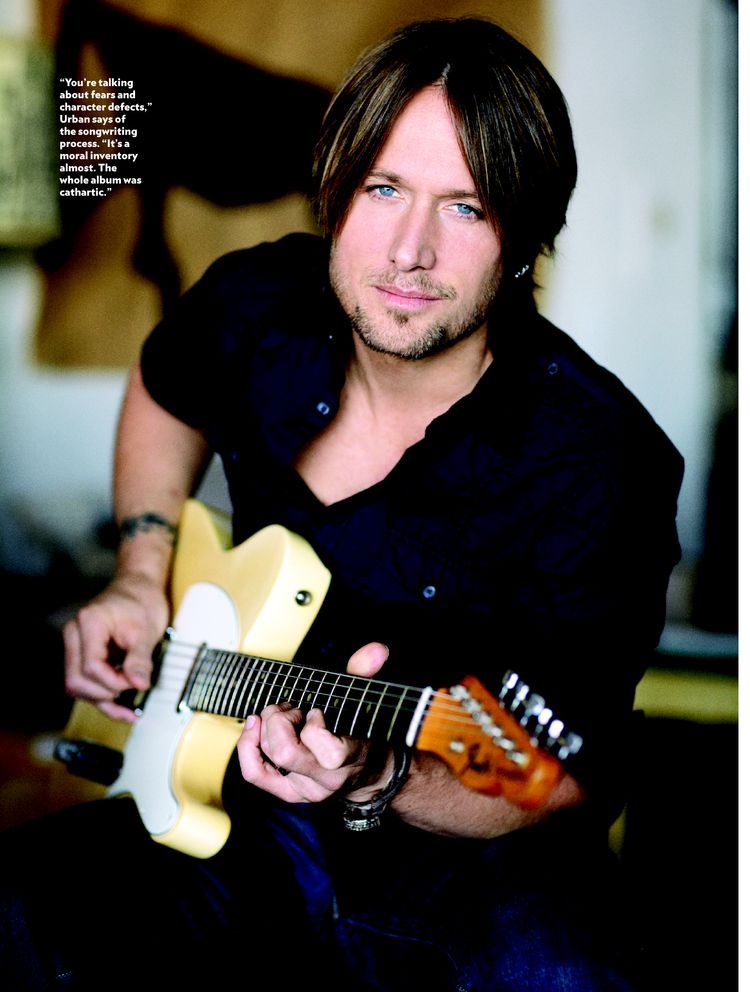 “You’re talking
about fears and
character defects,”
Urban says of
the songwriting
process. “It’s a
moral inventory
almost. The
whole album was
cathartic.”